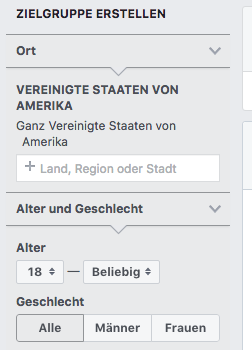 ZIELGRUPPE ERSTELLEN
Ort
VEREINIGTE STAATEN VON
AMERIKA
Ganz Vereinigte Staaten von
Amerika
+ Land, Region oder Stadt
Alter und Geschlecht
Alter
18 — Beliebig
Geschlecht
Alle Männer Frauen